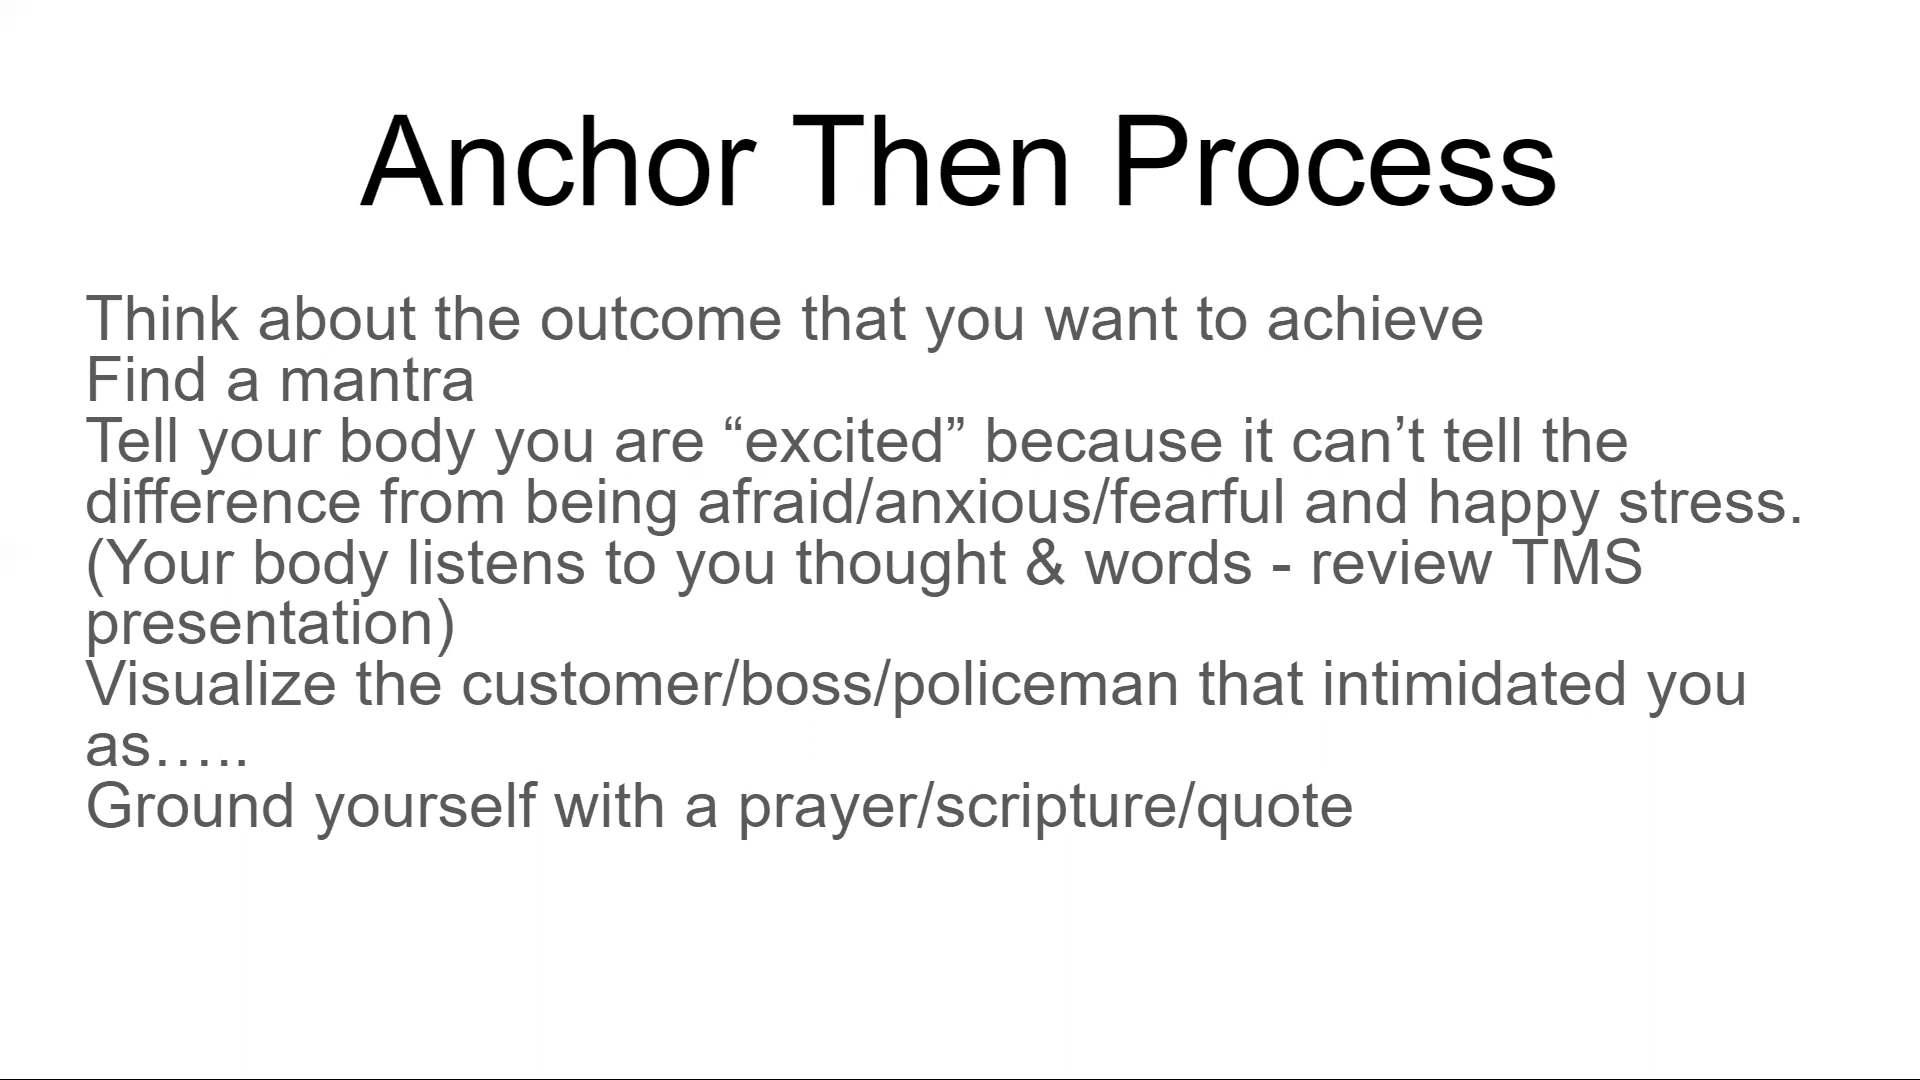 Anchor Then Process
Think about the outcome that you want to achieve
Find a mantra
Tell your body you are “excited” because it can’t tell the
difference from being afraid/anxious/fearful and happy stress.
(Your body listens to you thought & words - review TMS
presentation)
Visualize the customer/boss/policeman that intimidated you
as…..
Ground yourself with a prayer/scripture/quote